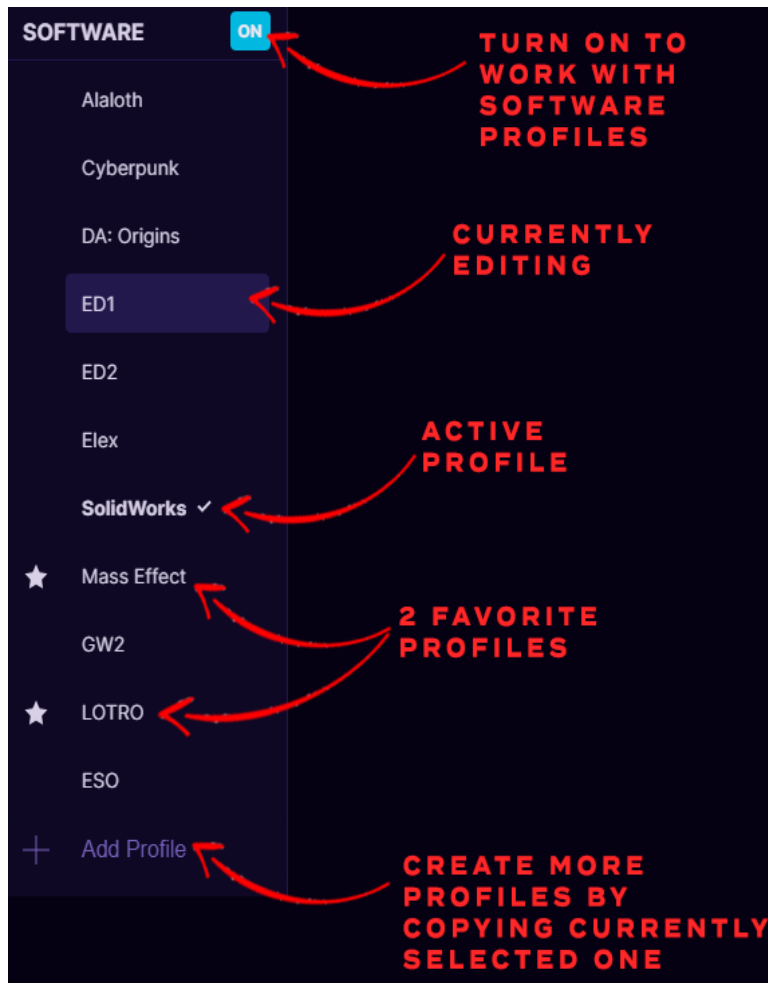 SOFTWARE ON
TURN ON TO
WORK WITH
SOFTWARE
PROFILES
Alaloth
Cyberpunk
DA: Origins
CURRENTLY
EDITING
ED1
ED2
Elex
ACTIVE
PROFILE
SolidWorks
Mass Effect
2 FAVORITE
PROFILES
GW2
LOTRO
ESO
Add Profile
CREATE MORE
PROFILES BY
COPYING CURRENTLY
SELECTED ONE